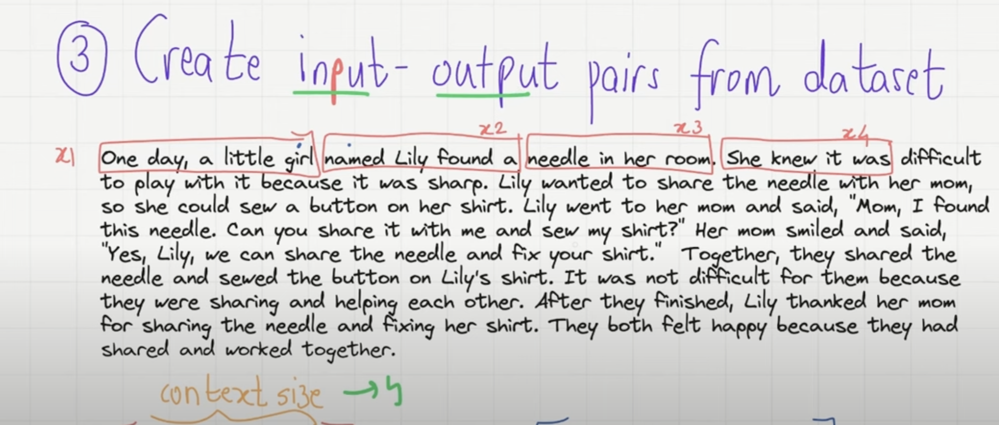 3 Create input-output pairs from dataset
x2 x3 x4
x1 One day, a little girl named Lily found a needle in her room. She knew it was difficult
to play with it because it was sharp. Lily wanted to share the needle with her mom,
so she could sew a button on her shirt. Lily went to her mom and said, "Mom, I found
this needle. Can you share it with me and sew my shirt?" Her mom smiled and said,
"Yes, Lily, we can share the needle and fix your shirt." Together, they shared the
needle and sewed the button on Lily's shirt. It was not difficult for them because
they were sharing and helping each other. After they finished, Lily thanked her mom
for sharing the needle and fixing her shirt. They both felt happy because they had
shared and worked together.
context size → 4